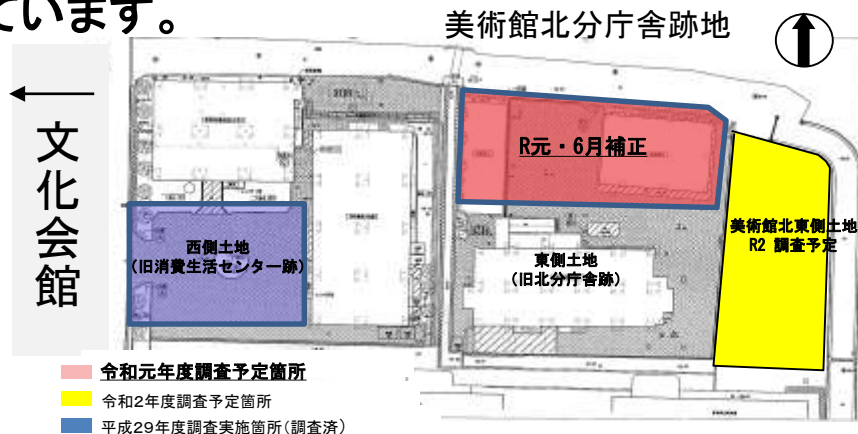 ています。
美術館北分庁舎跡地
文化会館
R元・6月補正
西側土地
(旧消費生活センター跡)
東側土地
(旧北分庁舎跡)
美術館北東側土地
R2 調査予定
令和元年度調査予定箇所
令和2年度調査予定箇所
平成29年度調査実施箇所(調査済)